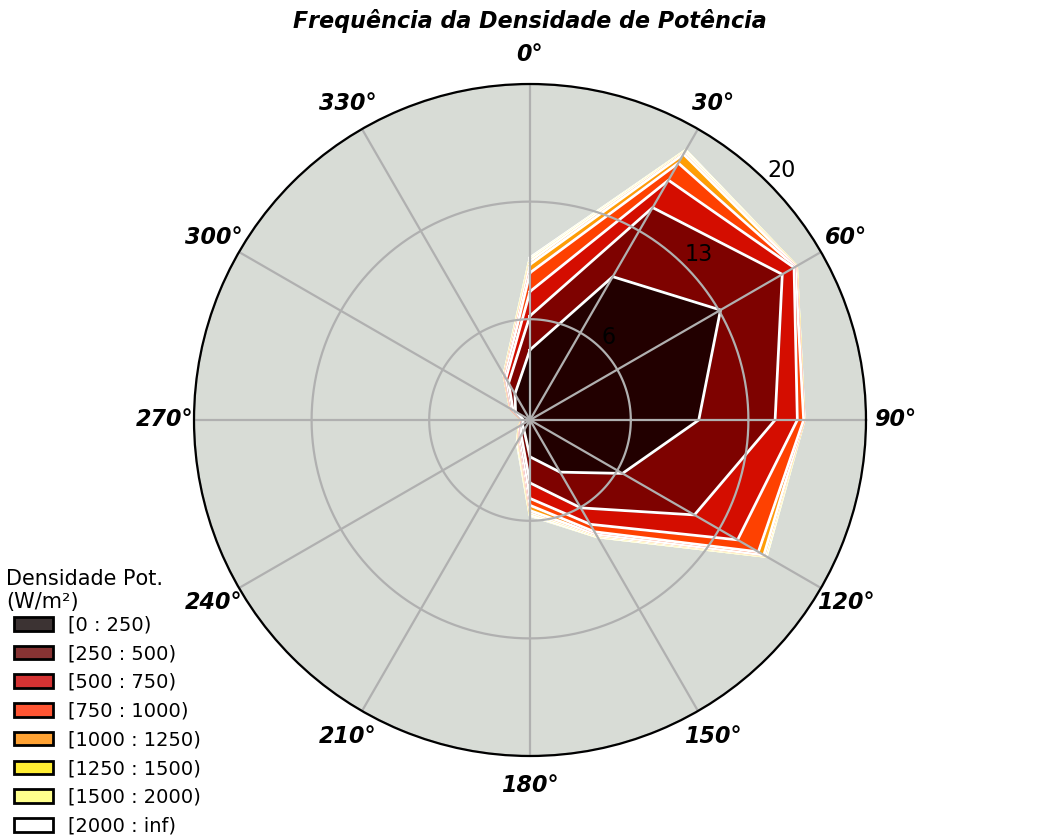 Frequência da Densidade de Potência
0°
330°
30°
20
300°
60°
13
6
270°
90°
240°
120°
210°
150°
180°
Densidade Pot.
(W/m²)
[0 : 250)
[250 : 500)
[500 : 750)
[750 : 1000)
[1000 : 1250)
[1250 : 1500)
[1500 : 2000)
[2000 : inf)